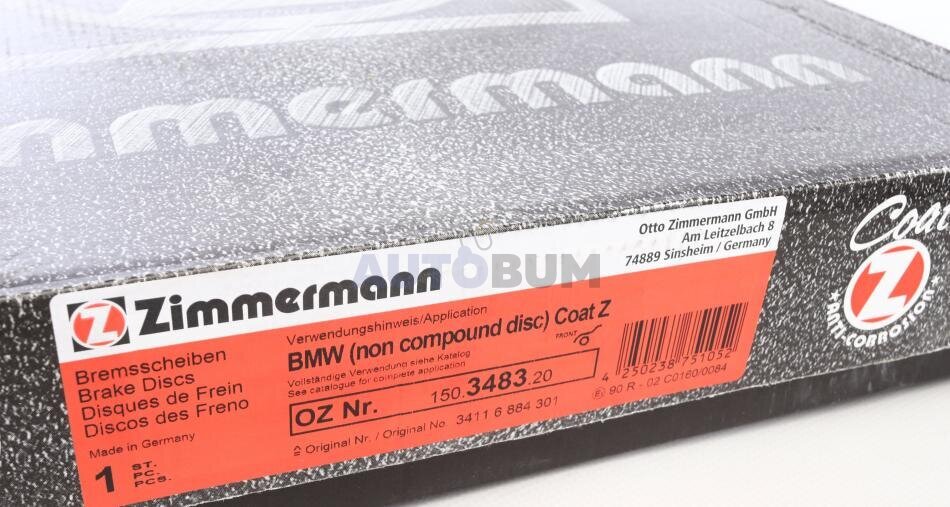 mmermann
Coat
Z
ANTI-CORROSION
Z Zimmermann
Otto Zimmermann GmbH
Am Leitzelbach 8
74889 Sinsheim / Germany
AUTOBUM
Bremsscheiben
Brake Discs
Disques de Frein
Discos des Freno
Made in Germany
1 ST.
PC.
PCS.
Verwendungshinweis/Application
BMW (non compound disc) Coat Z
Vollständige Verwendung siehe Katalog
See catalogue for complete application
FRONT
OZ Nr. 150.3483.20
≙ Original Nr. / Original No 3411 6 884 301
4 250238 751052
E1 90 R - 02 C0160/0084